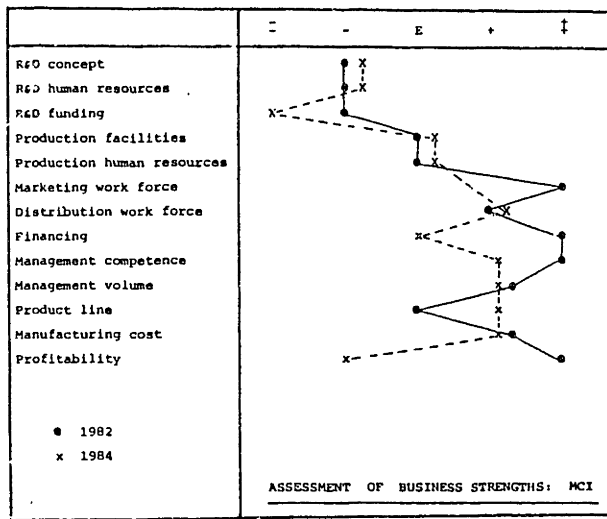 = - E + ‡
R&D concept
R&D human resources
R&D funding
Production facilities
Production human resources
Marketing work force
Distribution work force
Financing
Management competence
Management volume
Product line
Manufacturing cost
Profitability
● 1982
x 1984
ASSESSMENT OF BUSINESS STRENGTHS: MCI